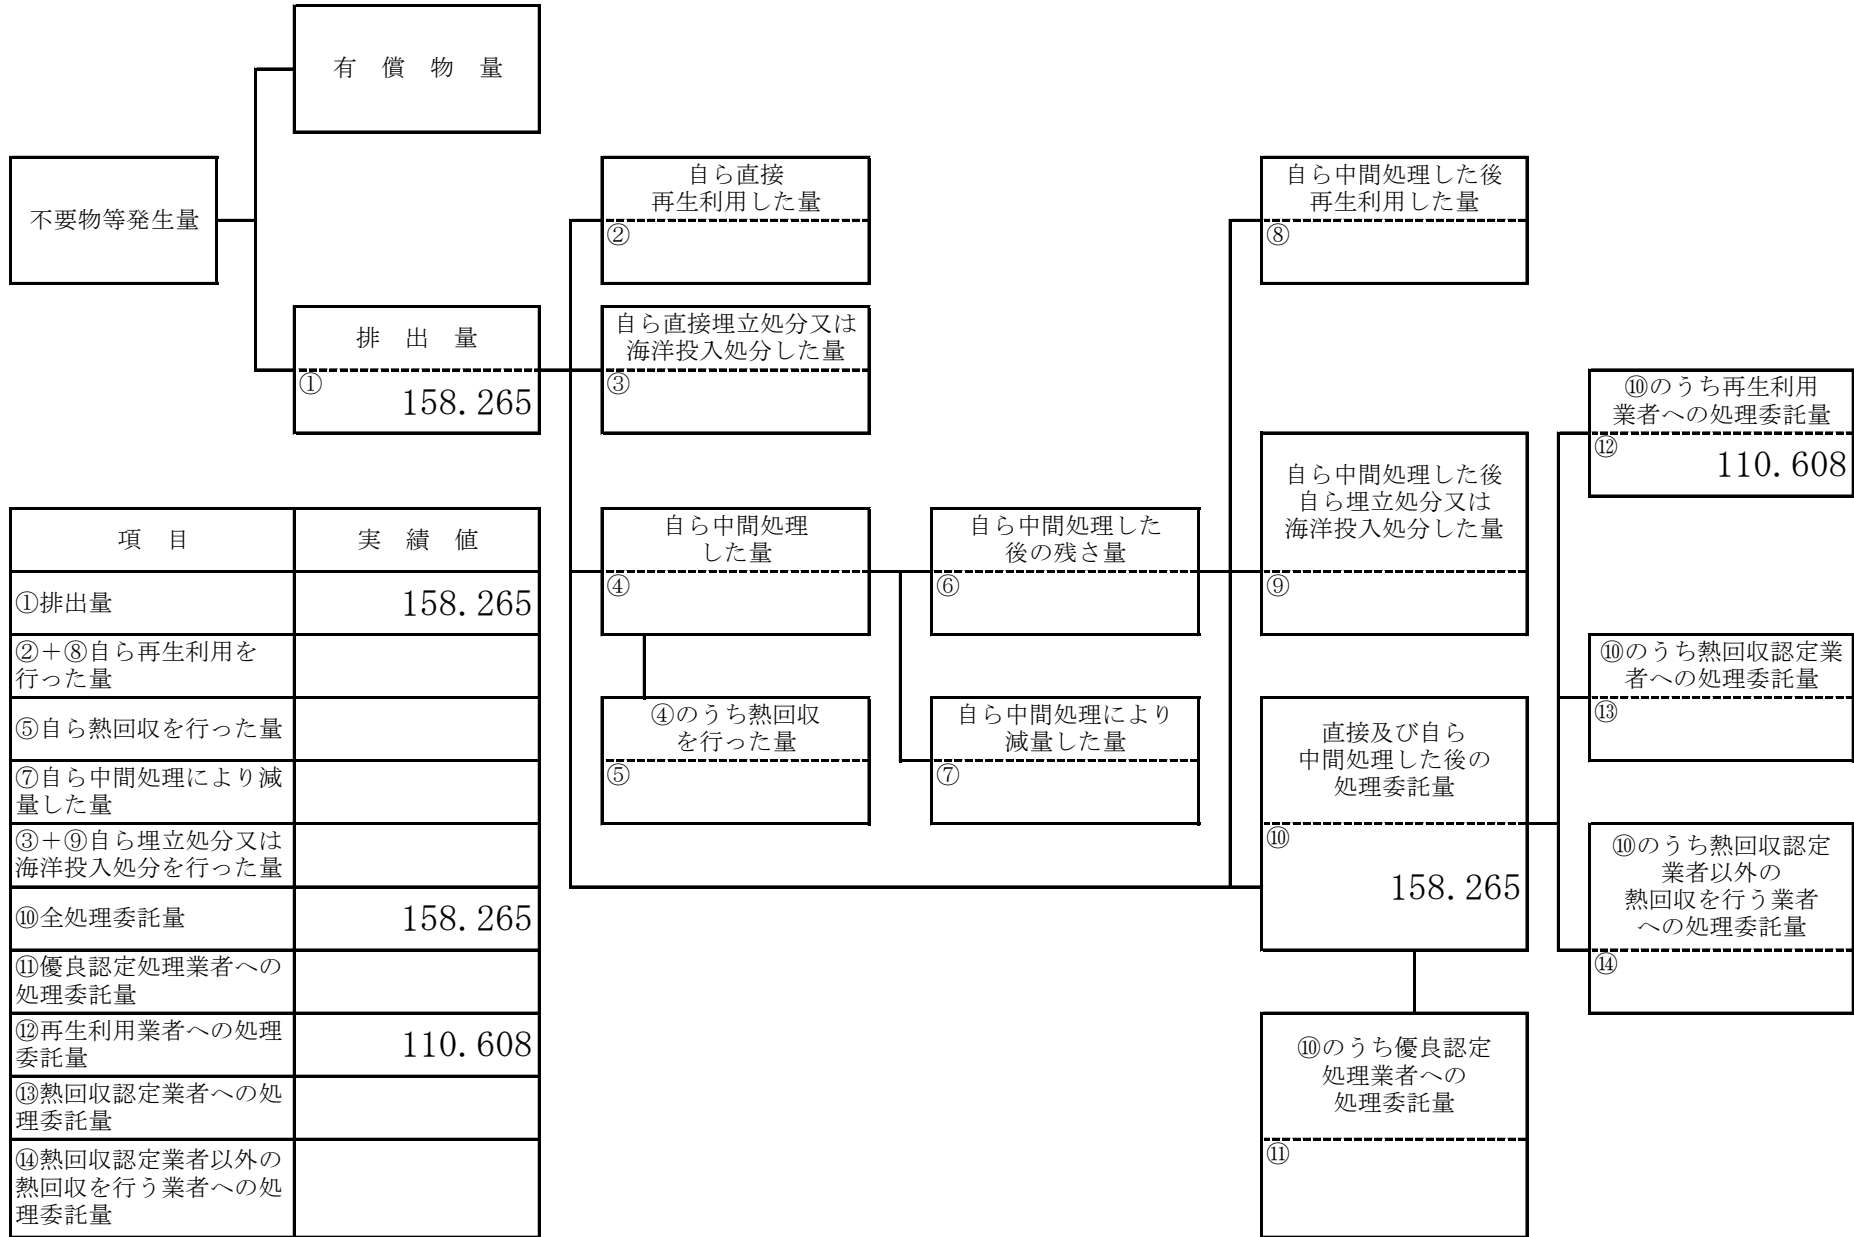 有　償　物　量
不要物等発生量
排　出　量
①
158.265
自ら直接
再生利用した量
②
自ら直接埋立処分又は
海洋投入処分した量
③
自ら中間処理
した量
④
④のうち熱回収
を行った量
⑤
自ら中間処理した
後の残さ量
⑥
自ら中間処理により
減量した量
⑦
自ら中間処理した後
再生利用した量
⑧
自ら中間処理した後
自ら埋立処分又は
海洋投入処分した量
⑨
直接及び自ら
中間処理した後の
処理委託量
⑩
158.265
⑩のうち優良認定
処理業者への
処理委託量
⑪
⑩のうち再生利用
業者への処理委託量
⑫
110.608
⑩のうち熱回収認定業
者への処理委託量
⑬
⑩のうち熱回収認定
業者以外の
熱回収を行う業者
への処理委託量
⑭
項　目　実　績　値
①排出量　158.265
②＋⑧自ら再生利用を
行った量
⑤自ら熱回収を行った量
⑦自ら中間処理により減
量した量
③＋⑨自ら埋立処分又は
海洋投入処分を行った量
⑩全処理委託量　158.265
⑪優良認定処理業者への
処理委託量
⑫再生利用業者への処理
委託量
110.608
⑬熱回収認定業者への処
理委託量
⑭熱回収認定業者以外の
熱回収を行う業者への処
理委託量